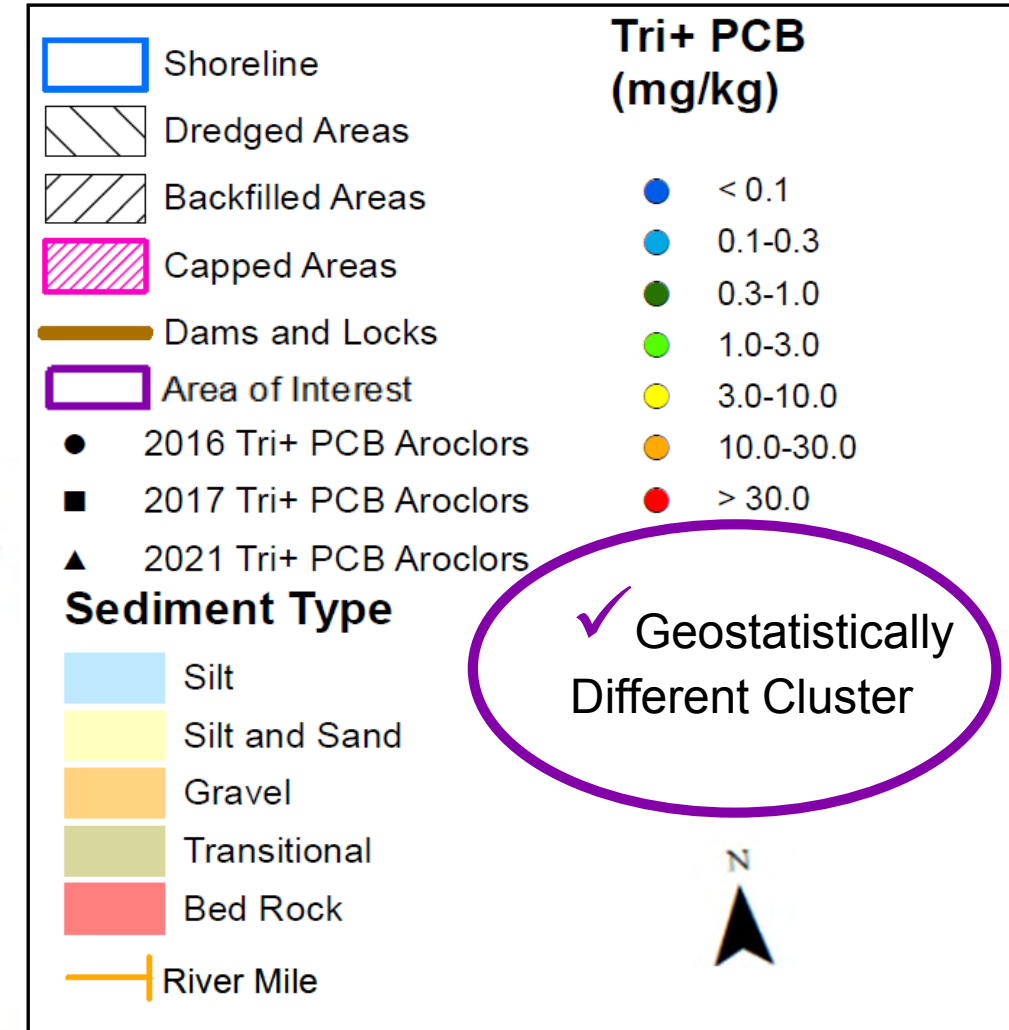 Shoreline
Dredged Areas
Backfilled Areas
Capped Areas
Dams and Locks
Area of Interest
● 2016 Tri+ PCB Aroclors
■ 2017 Tri+ PCB Aroclors
▲ 2021 Tri+ PCB Aroclors
Sediment Type
Silt
Silt and Sand
Gravel
Transitional
Bed Rock
River Mile
Tri+ PCB
(mg/kg)
< 0.1
0.1-0.3
0.3-1.0
1.0-3.0
3.0-10.0
10.0-30.0
> 30.0
✓ Geostatistically
Different Cluster
N